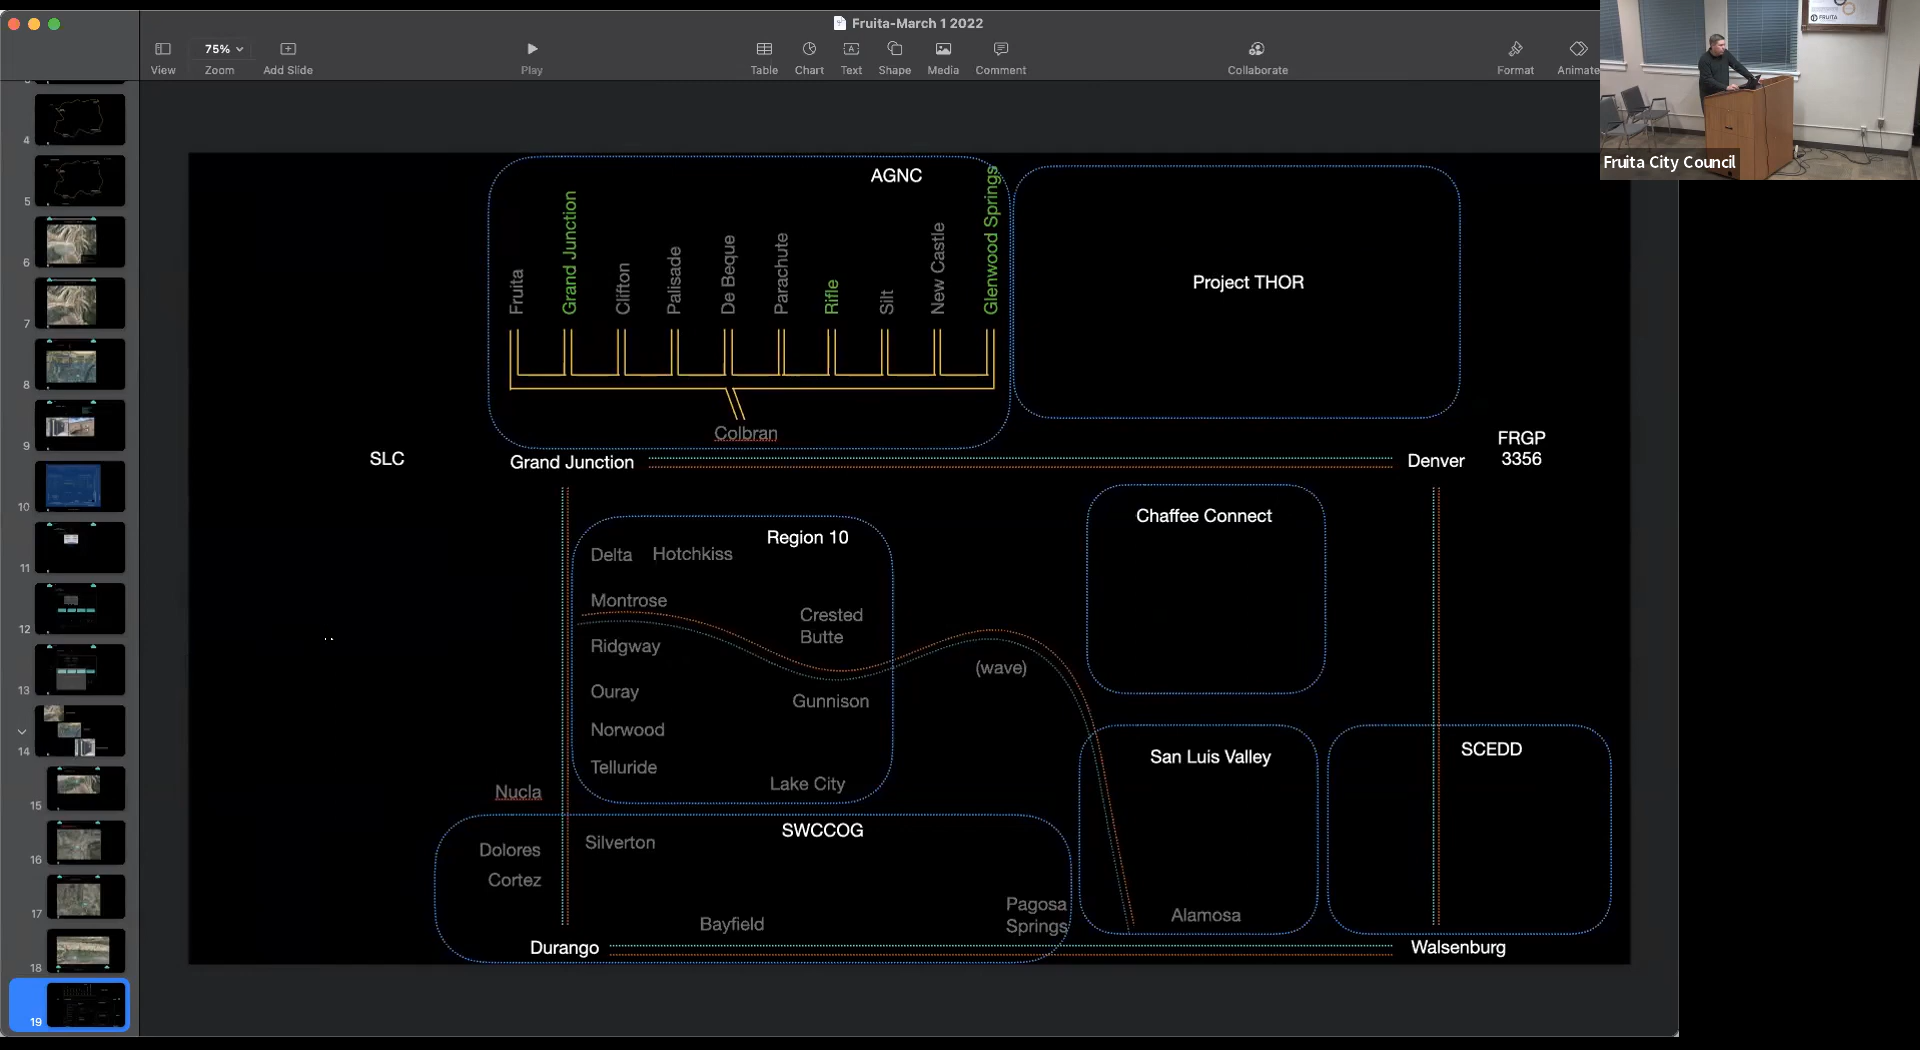 Fruita-March 1 2022
75%
View
Zoom
Add Slide
Play
Table
Chart
Text
Shape
Media
Comment
Collaborate
Format
Animate
FRUITA
Fruita City Council
4
5
6
7
8
9
10
11
12
13
14
15
16
17
18
19
AGNC
Fruita
Grand Junction
Clifton
Palisade
De Beque
Parachute
Rifle
Silt
New Castle
Glenwood Springs
Colbran
Project THOR
SLC
Grand Junction
Denver
FRGP
3356
Region 10
Delta
Hotchkiss
Montrose
Crested
Butte
Ridgway
(wave)
Ouray
Gunnison
Norwood
Telluride
Lake City
Nucla
Chaffee Connect
San Luis Valley
SCEDD
SWCCOG
Silverton
Dolores
Cortez
Bayfield
Pagosa
Springs
Alamosa
Durango
Walsenburg